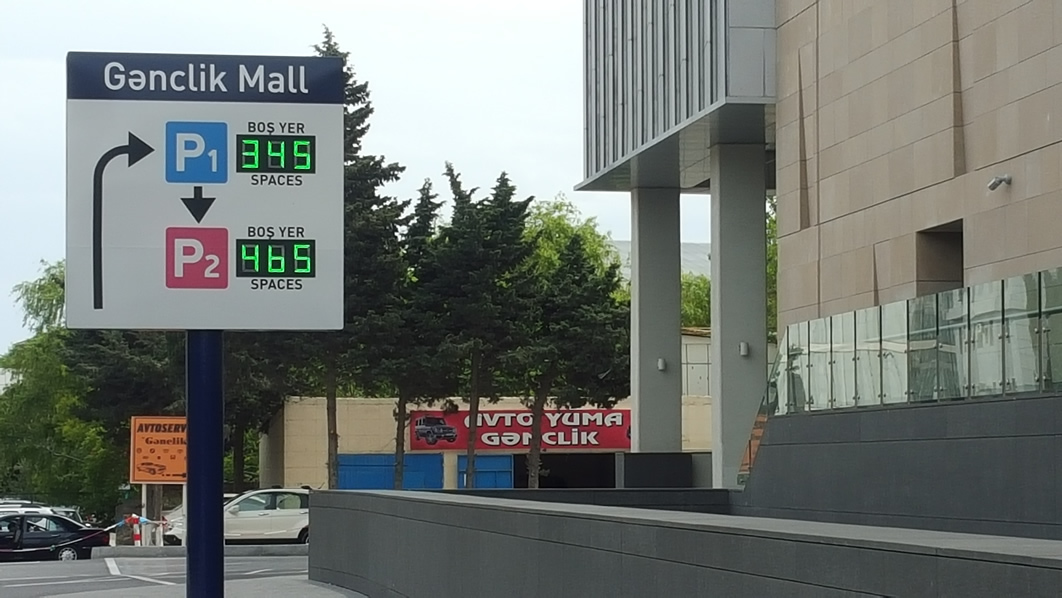 Gənclik Mall
P1
BOŞ YER
345
SPACES
P2
BOŞ YER
465
SPACES
AVTOSERV
"Gənclik
AVTO YUMA
GƏNCLİK